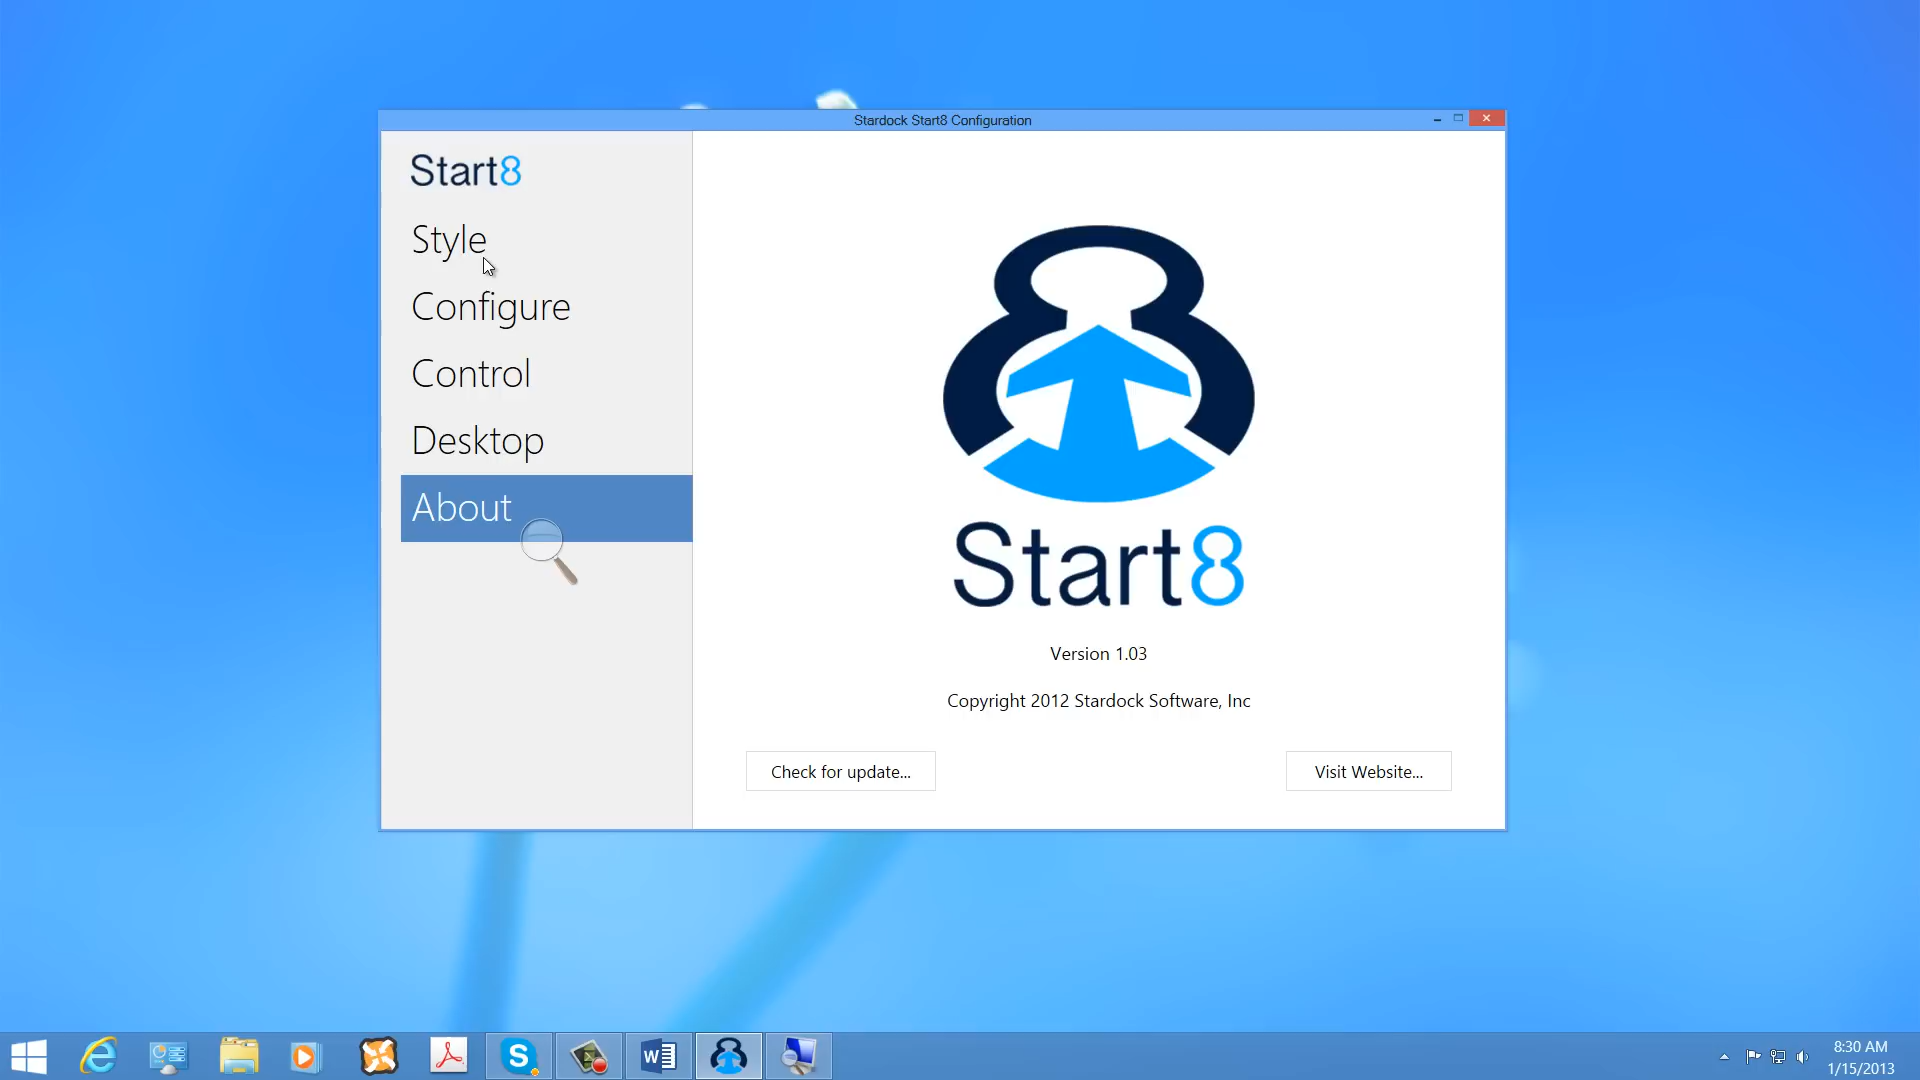 Stardock Start8 Configuration
Start8
Style
Configure
Control
Desktop
About
Start8
Version 1.03
Copyright 2012 Stardock Software, Inc
Check for update...
Visit Website...
8:30 AM
1/15/2013